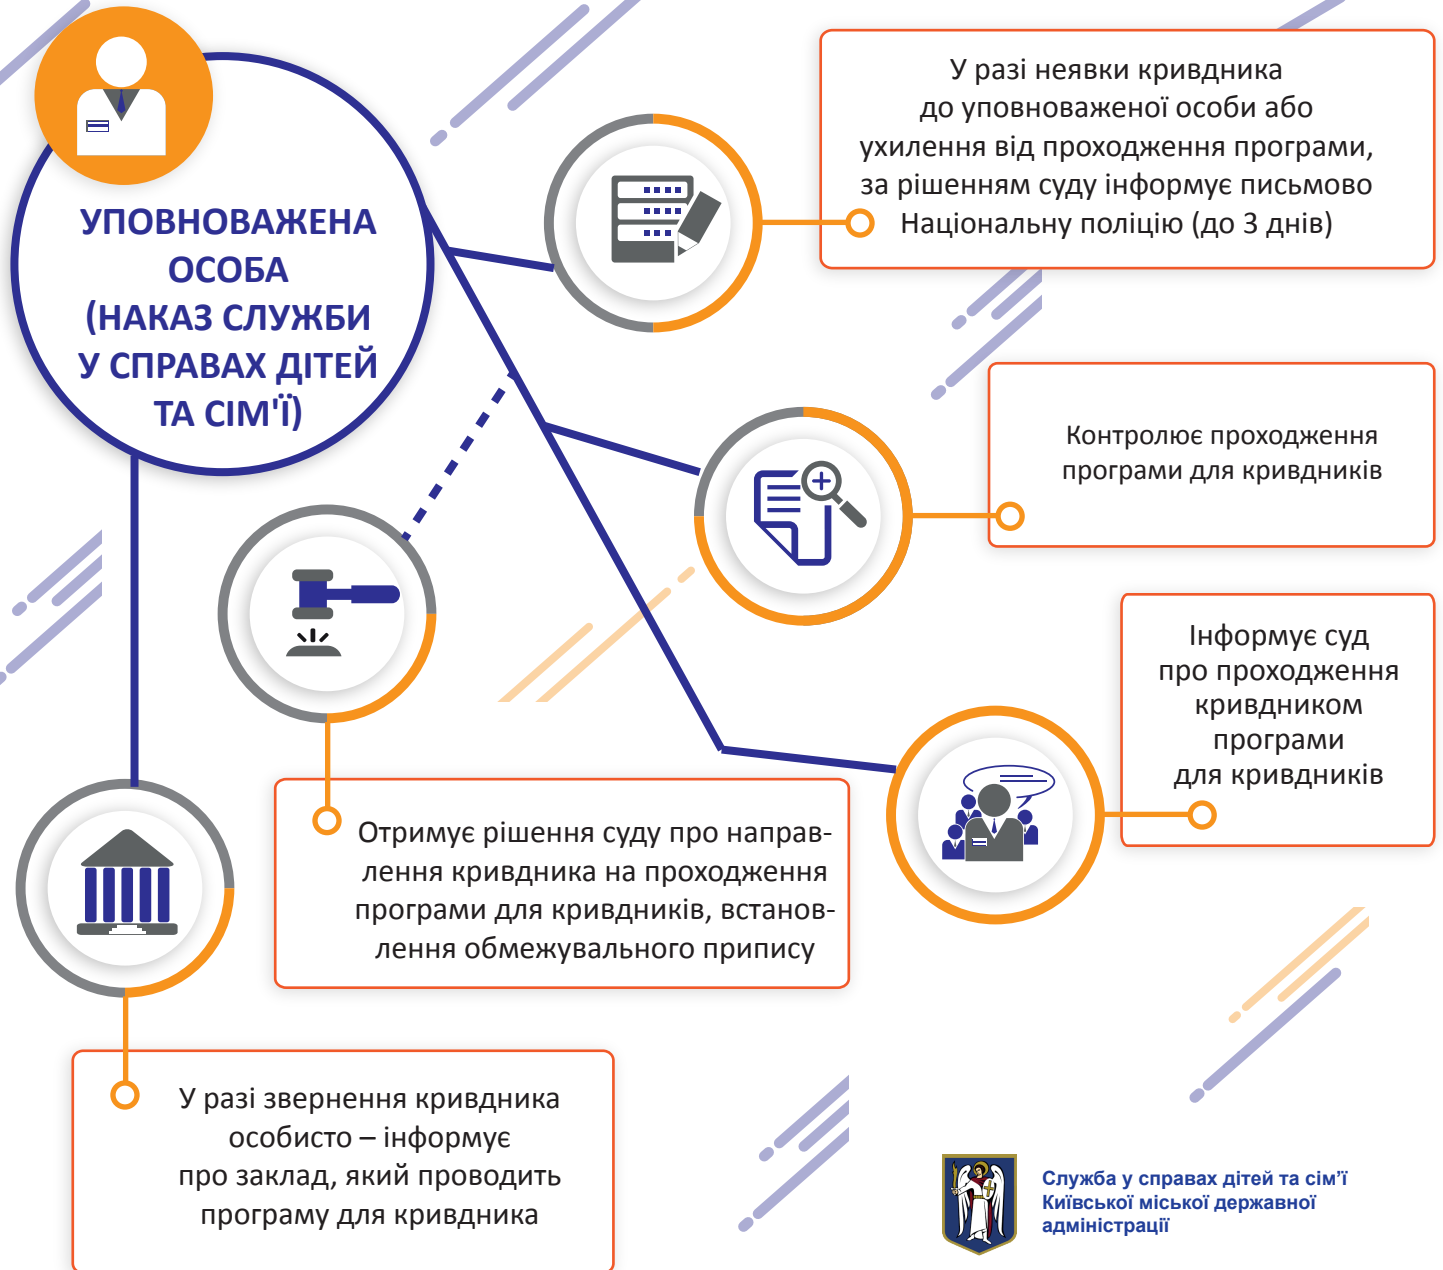 УПОВНОВАЖЕНА
ОСОБА
(НАКАЗ СЛУЖБИ
У СПРАВАХ ДІТЕЙ
ТА СІМ'Ї)
У разі неявки кривдника
до уповноваженої особи або
ухилення від проходження програми,
за рішенням суду інформує письмово
Національну поліцію (до 3 днів)
Контролює проходження
програми для кривдників
Інформує суд
про проходження
кривдником
програми
для кривдників
Отримує рішення суду про направ-
лення кривдника на проходження
програми для кривдників, встанов-
лення обмежувального припису
У разі звернення кривдника
особисто – інформує
про заклад, який проводить
програму для кривдника
Служба у справах дітей та сім’ї
Київської міської державної
адміністрації